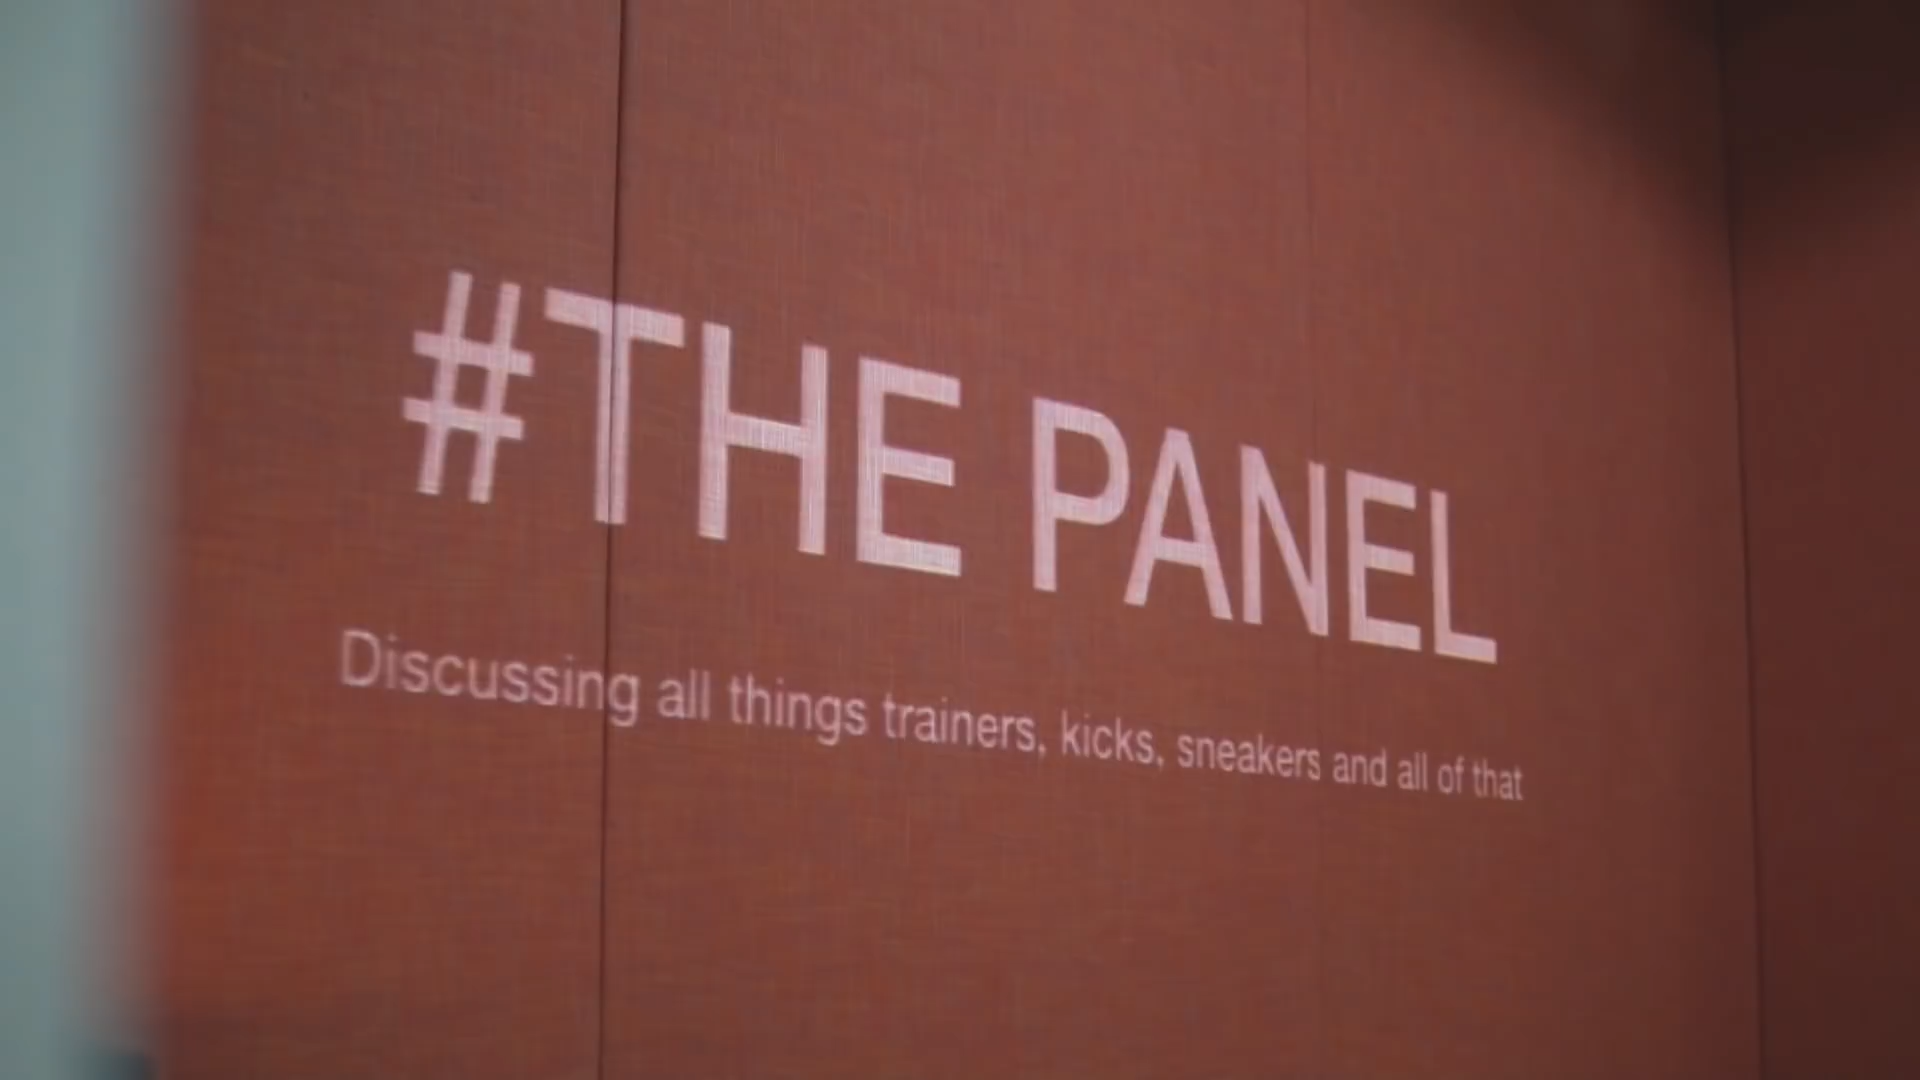 #THE PANEL
Discussing all things trainers, kicks, sneakers and all of that